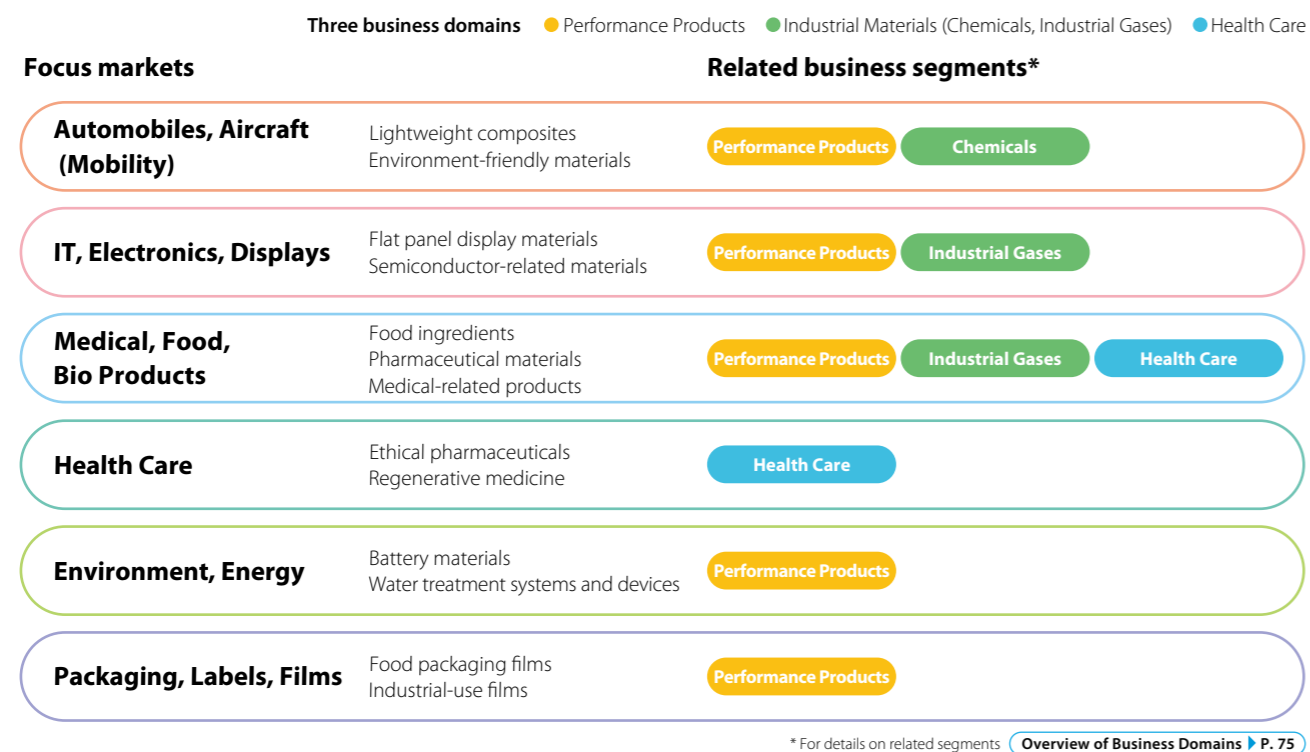 Three business domains Performance Products Industrial Materials (Chemicals, Industrial Gases) Health Care
Focus markets
Related business segments*
Automobiles, Aircraft
(Mobility)
Lightweight composites
Environment-friendly materials
Performance Products
Chemicals
IT, Electronics, Displays
Flat panel display materials
Semiconductor-related materials
Performance Products
Industrial Gases
Medical, Food,
Bio Products
Food ingredients
Pharmaceutical materials
Medical-related products
Performance Products
Industrial Gases
Health Care
Health Care
Ethical pharmaceuticals
Regenerative medicine
Health Care
Environment, Energy
Battery materials
Water treatment systems and devices
Performance Products
Packaging, Labels, Films
Food packaging films
Industrial-use films
Performance Products
* For details on related segments Overview of Business Domains P. 75